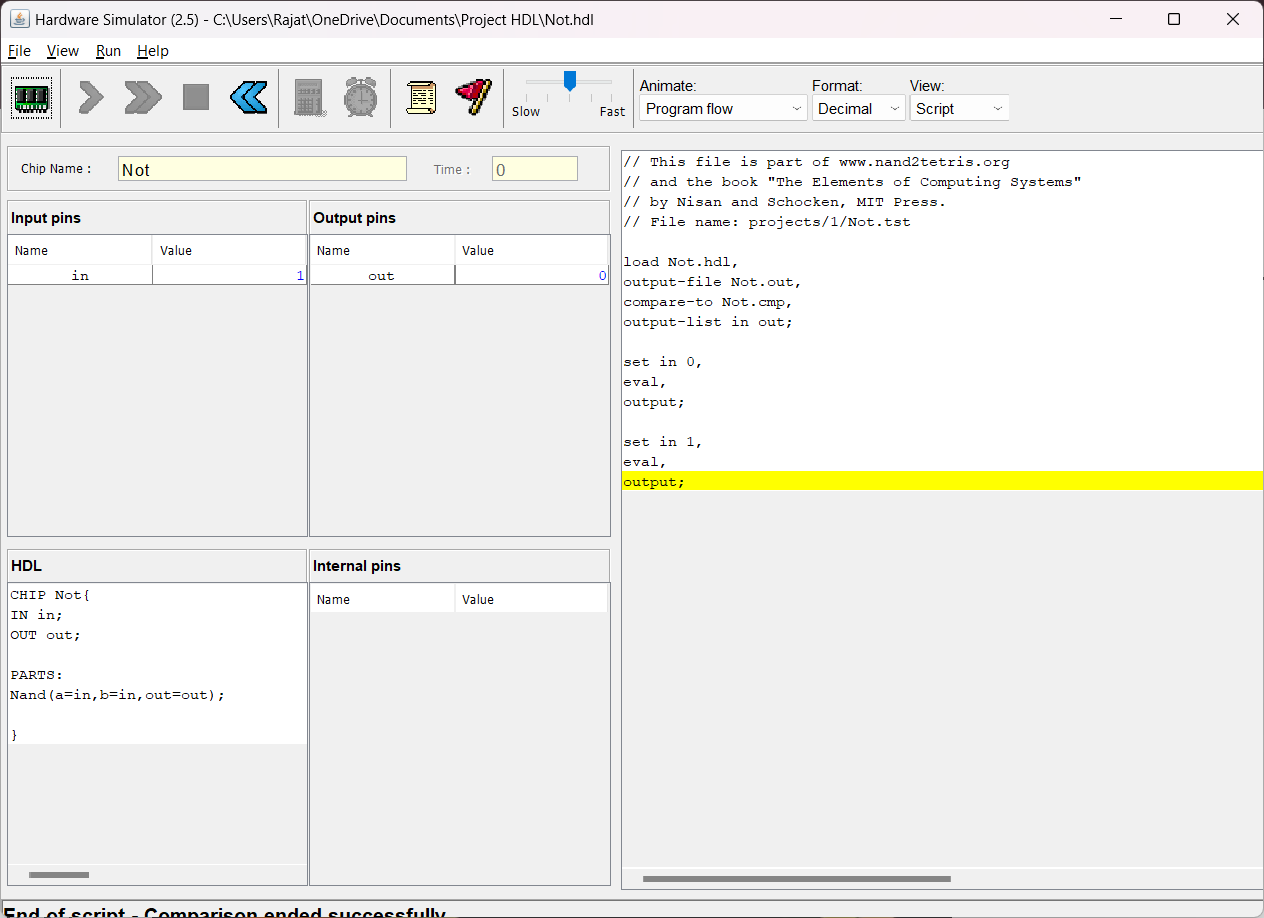 Hardware Simulator (2.5) - C:\Users\Rajat\OneDrive\Documents\Project HDL\Not.hdl
File View Run Help
Slow Fast
Animate: Format: View:
Program flow Decimal Script
Chip Name : Not Time : 0
Input pins
Name Value
in 1
Output pins
Name Value
out 0
HDL
CHIP Not{
IN in;
OUT out;
PARTS:
Nand(a=in,b=in,out=out);
}
Internal pins
Name Value
// This file is part of www.nand2tetris.org
// and the book "The Elements of Computing Systems"
// by Nisan and Schocken, MIT Press.
// File name: projects/1/Not.tst
load Not.hdl,
output-file Not.out,
compare-to Not.cmp,
output-list in out;
set in 0,
eval,
output;
set in 1,
eval,
output;
End of script - Comparison ended successfully